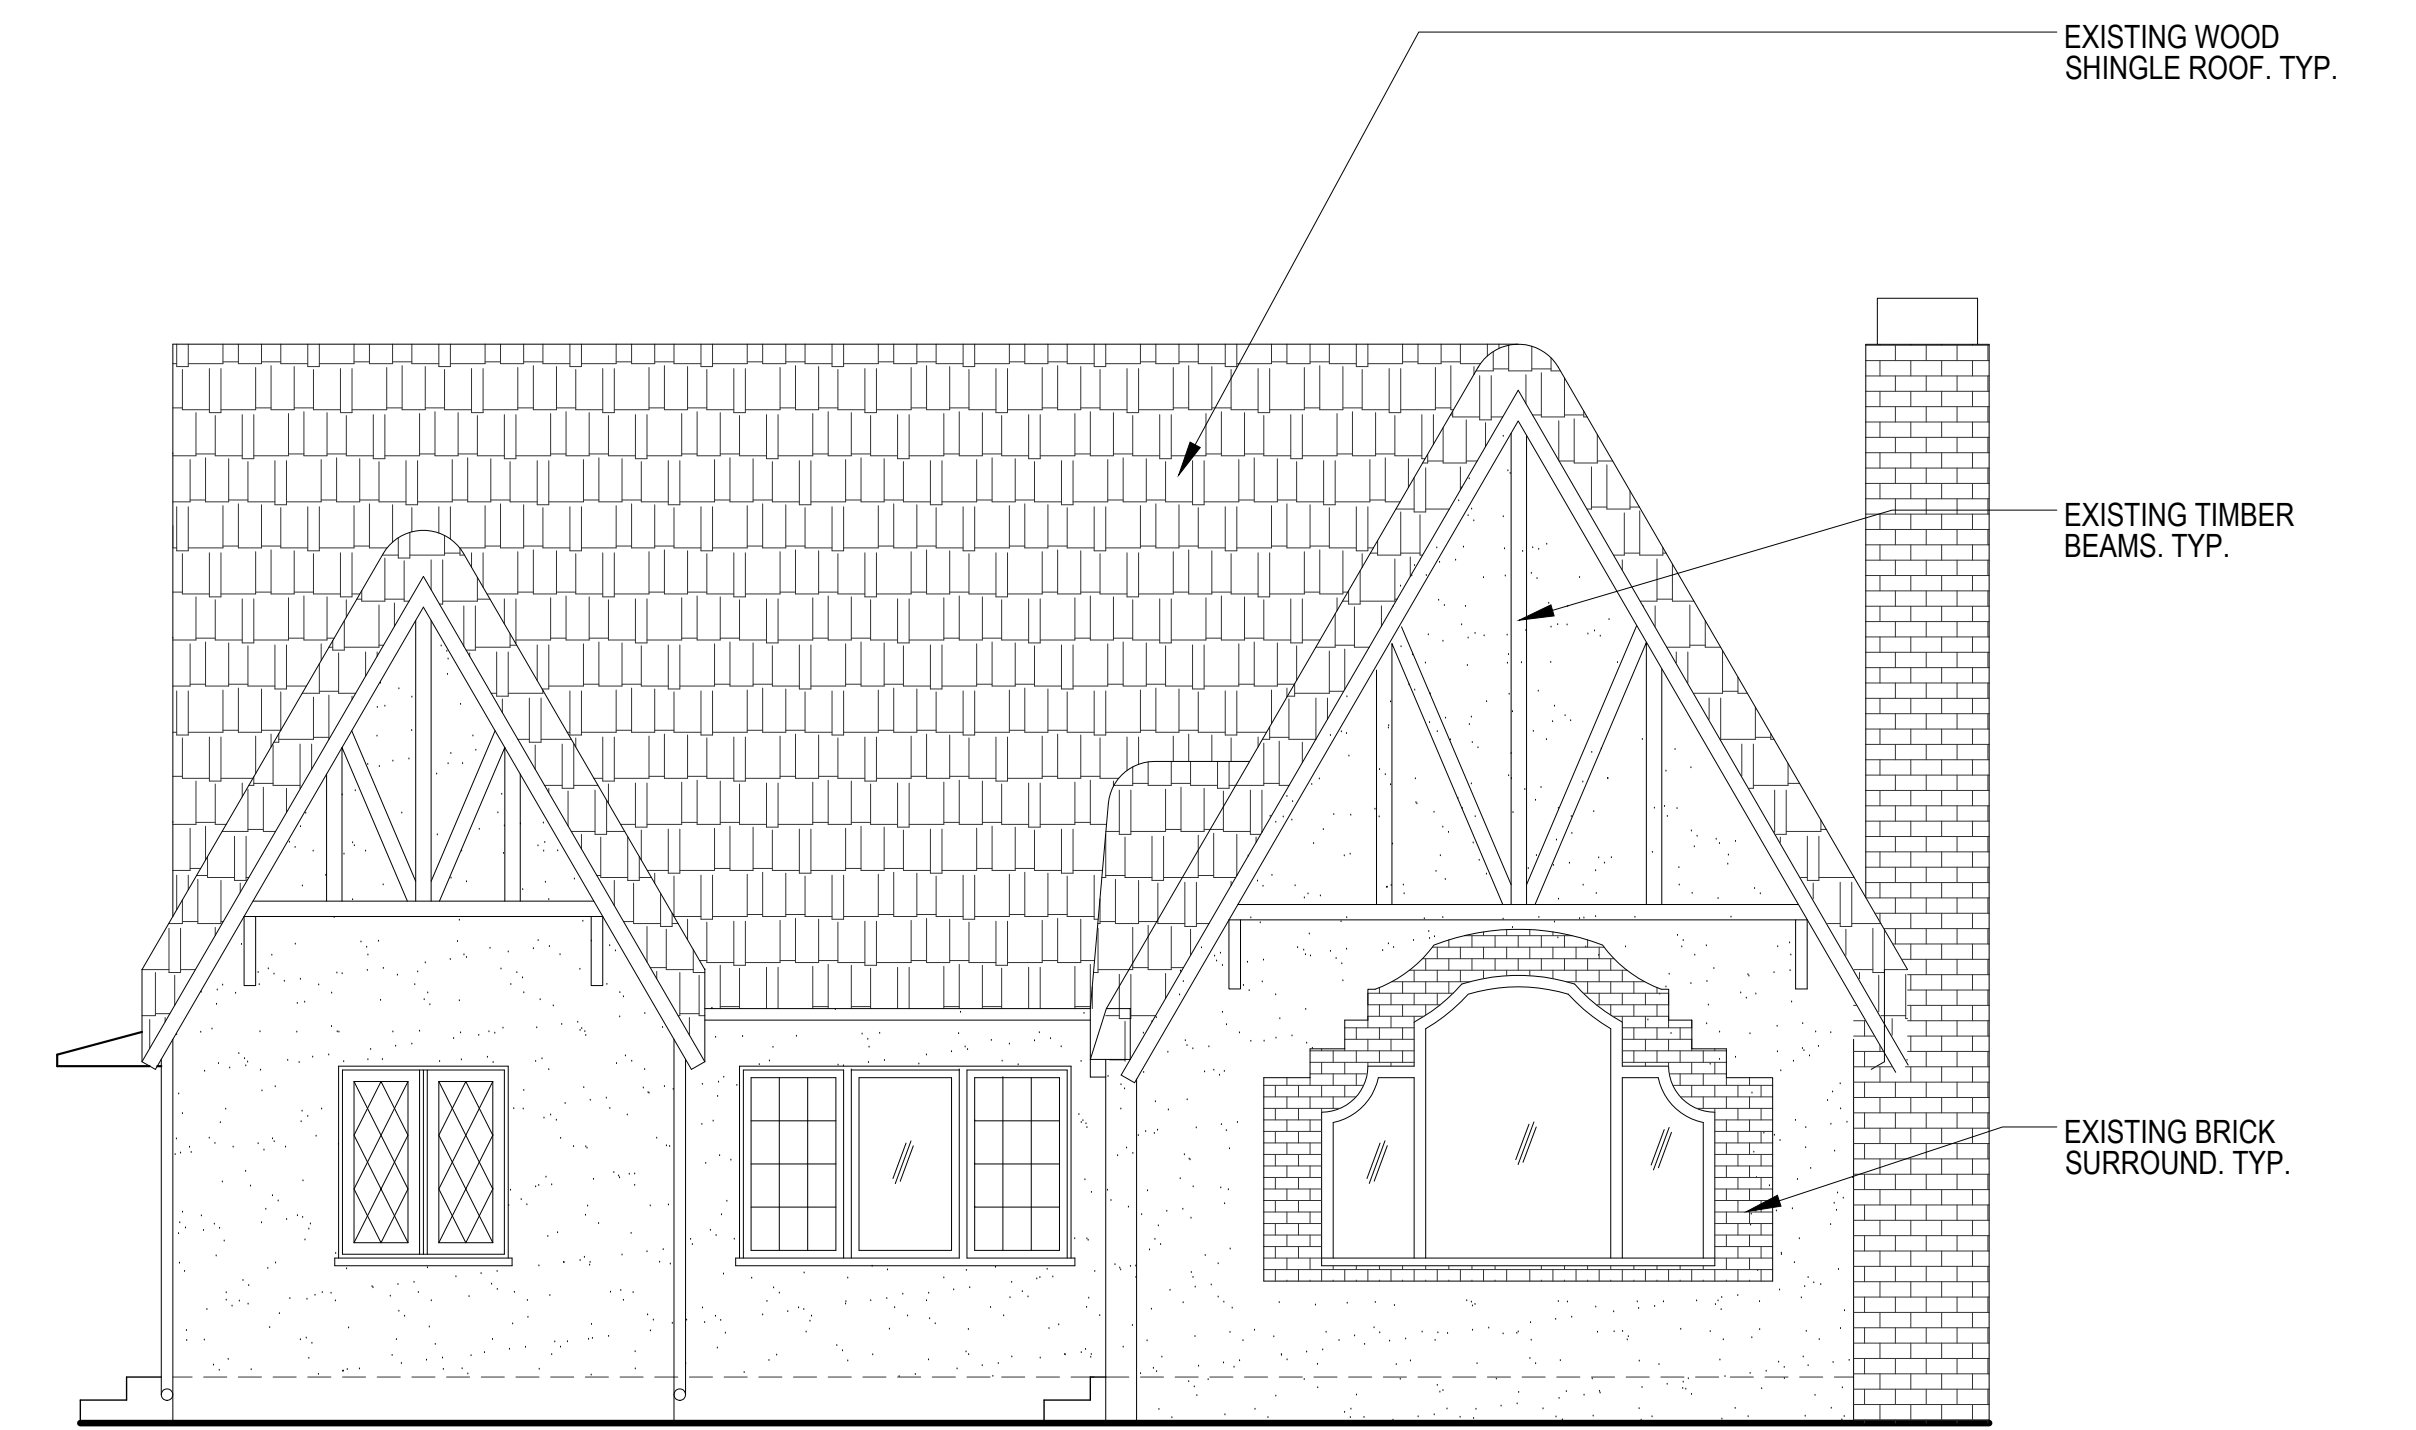 EXISTING WOOD
SHINGLE ROOF. TYP.
EXISTING TIMBER
BEAMS. TYP.
EXISTING BRICK
SURROUND. TYP.